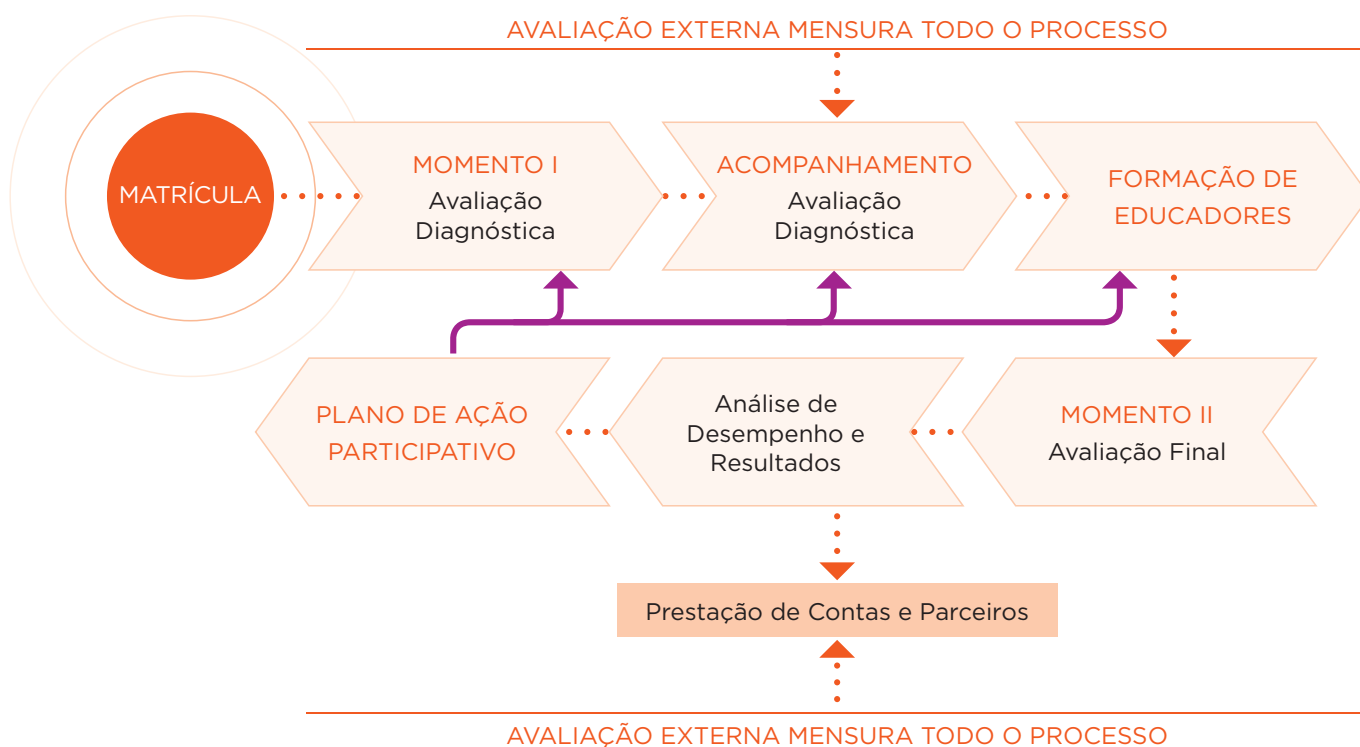 AVALIAÇÃO EXTERNA MENSURA TODO O PROCESSO
MATRÍCULA
MOMENTO I
Avaliação
Diagnóstica
ACOMPANHAMENTO
Avaliação
Diagnóstica
FORMAÇÃO DE
EDUCADORES
PLANO DE AÇÃO
PARTICIPATIVO
Análise de
Desempenho e
Resultados
MOMENTO II
Avaliação Final
Prestação de Contas e Parceiros
AVALIAÇÃO EXTERNA MENSURA TODO O PROCESSO